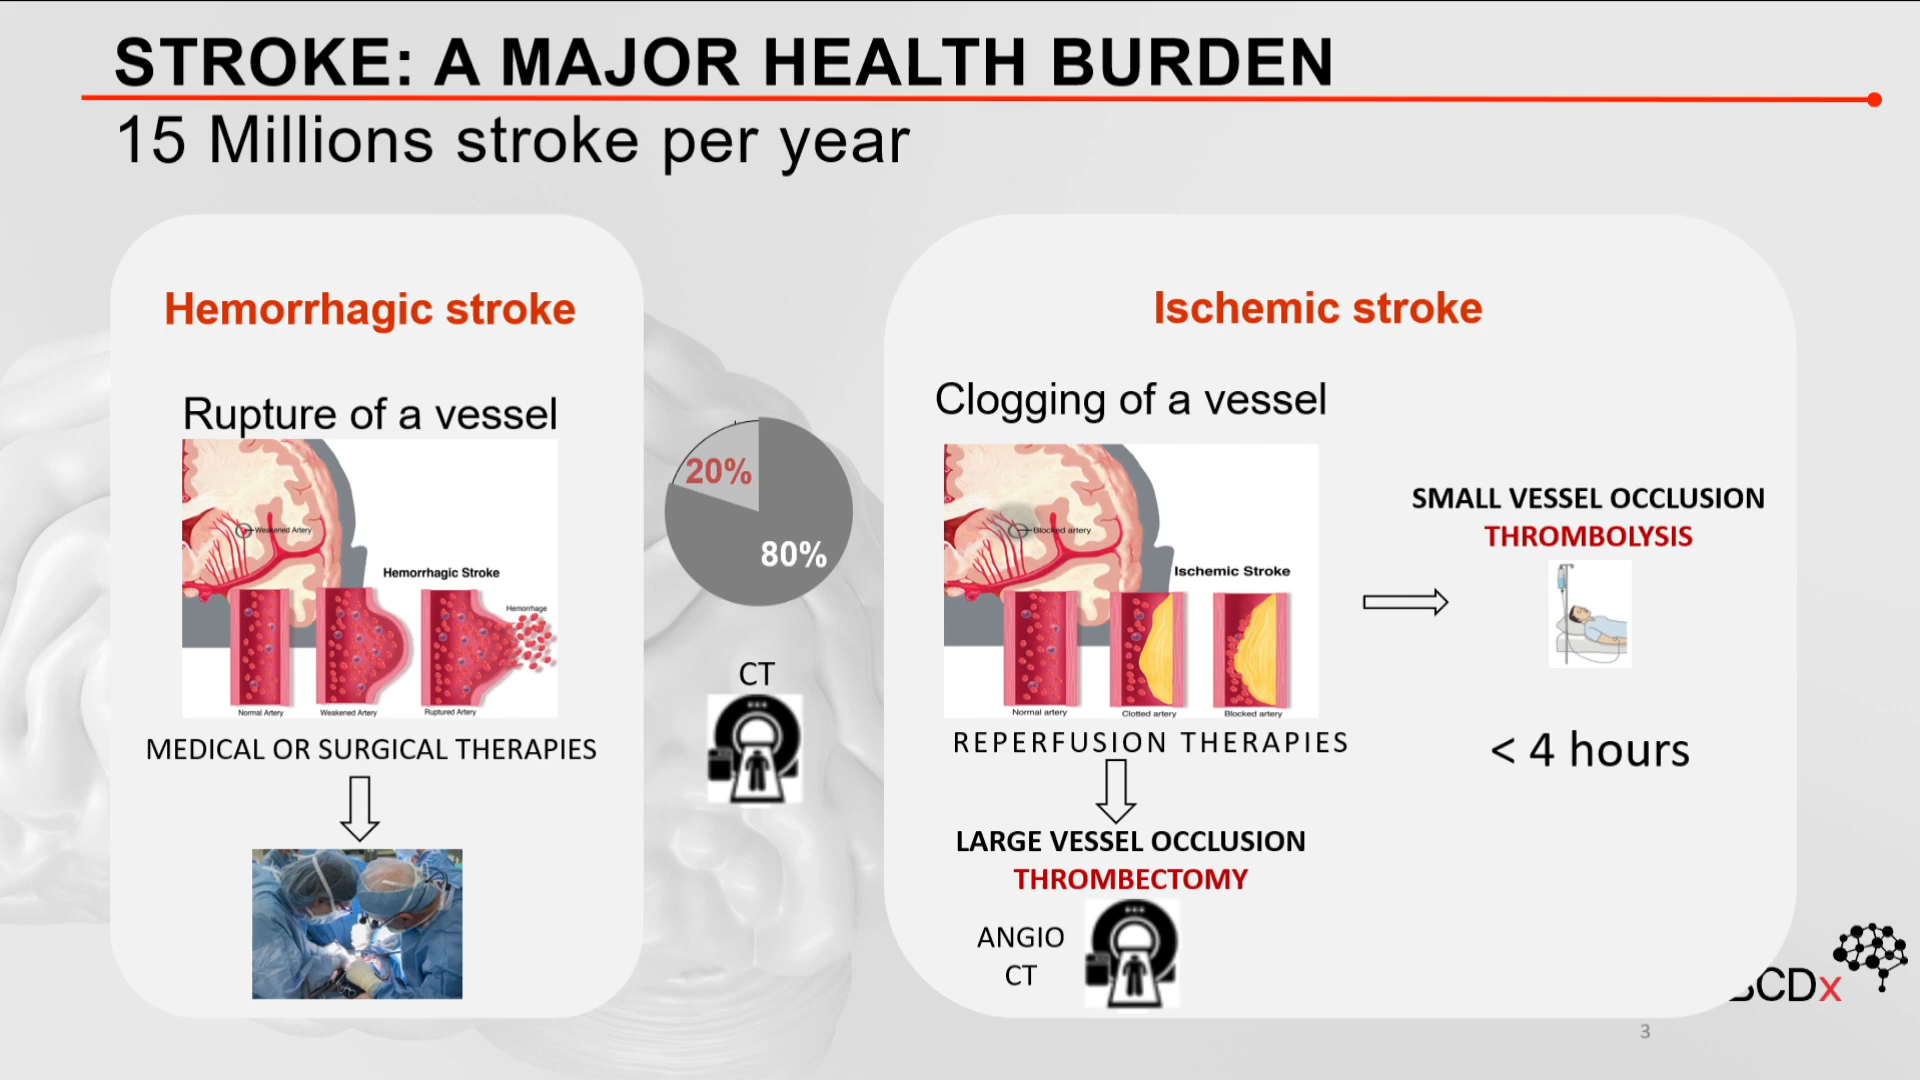 STROKE: A MAJOR HEALTH BURDEN
15 Millions stroke per year
Hemorrhagic stroke
Rupture of a vessel
Weakened Artery
Hemorrhagic Stroke
Hemorrhage
Normal Artery
Weakened Artery
Ruptured Artery
MEDICAL OR SURGICAL THERAPIES
20%
80%
CT
Ischemic stroke
Clogging of a vessel
Blocked artery
Ischemic Stroke
Normal artery
Clotted artery
Blocked artery
REPERFUSION THERAPIES
LARGE VESSEL OCCLUSION
THROMBECTOMY
ANGIO
CT
SMALL VESSEL OCCLUSION
THROMBOLYSIS
< 4 hours
CDx
3